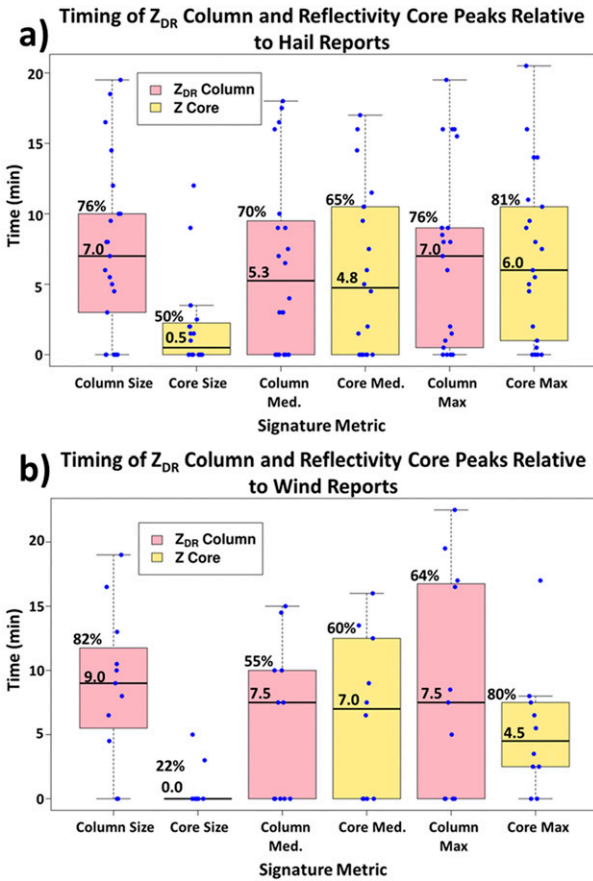 a) Timing of ZDR Column and Reflectivity Core Peaks Relative
to Hail Reports
ZDR Column
Z Core
Time (min)
20
15
10
5
0
76%
7.0
50%
0.5
70%
5.3
65%
4.8
76%
7.0
81%
6.0
Column Size
Core Size
Column
Med.
Core Med.
Column
Max
Core Max
Signature Metric
b) Timing of ZDR Column and Reflectivity Core Peaks Relative
to Wind Reports
ZDR Column
Z Core
Time (min)
20
15
10
5
0
82%
9.0
22%
0.0
55%
7.5
60%
7.0
64%
7.5
80%
4.5
Column Size
Core Size
Column
Med.
Core Med.
Column
Max
Core Max
Signature Metric